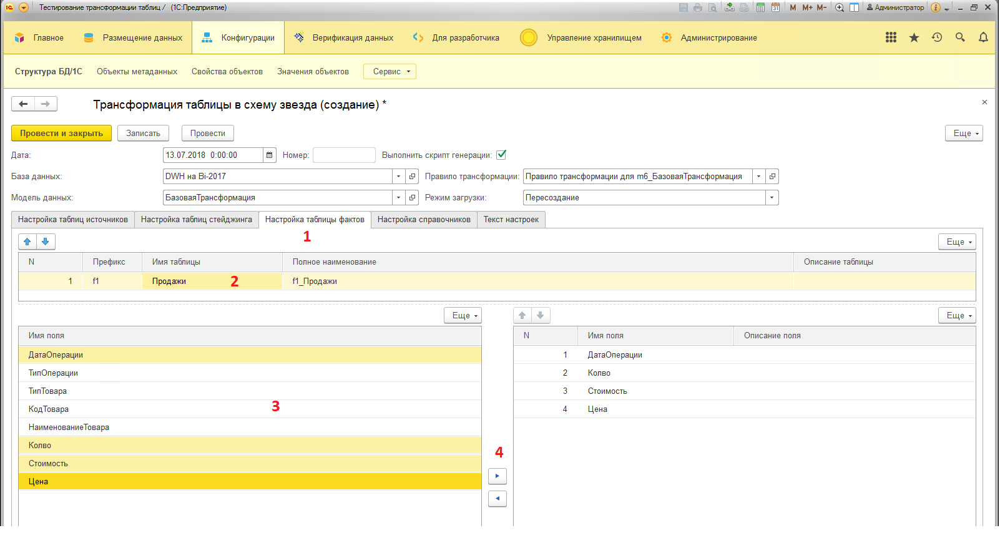 Тестирование трансформации таблиц / (1С:Предприятие)
M M+ M- Администратор
Главное Размещение данных Конфигурации Верификация данных Для разработчика Управление хранилищем Администрирование
Структура БД/1С Объекты метаданных Свойства объектов Значения объектов Сервис
Трансформация таблицы в схему звезда (создание) *
Провести и закрыть Записать Провести Еще
Дата: 13.07.2018 0:00:00 Номер: Выполнить скрипт генерации:
База данных: DWH на Bi-2017 Правило трансформации: Правило трансформации для m6_БазоваяТрансформация
Модель данных: БазоваяТрансформация Режим загрузки: Пересоздание
Настройка таблиц источников Настройка таблиц стейджинга Настройка таблицы фактов Настройка справочников Текст настроек
1
Еще
N Префикс Имя таблицы Полное наименование Описание таблицы
1 f1 Продажи 2 f1_Продажи
Еще Еще
Имя поля
ДатаОперации
ТипОперации
ТипТовара
КодТовара
НаименованиеТовара
Колво
Стоимость
Цена
3
4
N Имя поля Описание поля
1 ДатаОперации
2 Колво
3 Стоимость
4 Цена